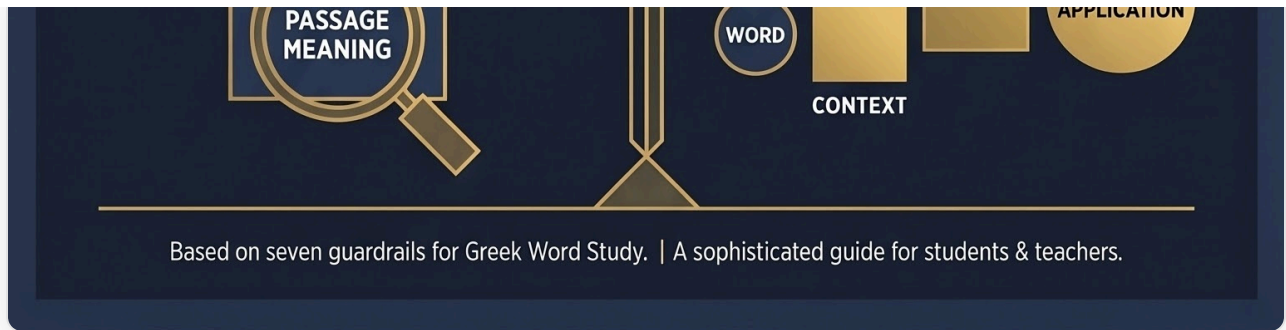 PASSAGE
MEANING
WORD
APPLICATION
CONTEXT
Based on seven guardrails for Greek Word Study. | A sophisticated guide for students & teachers.